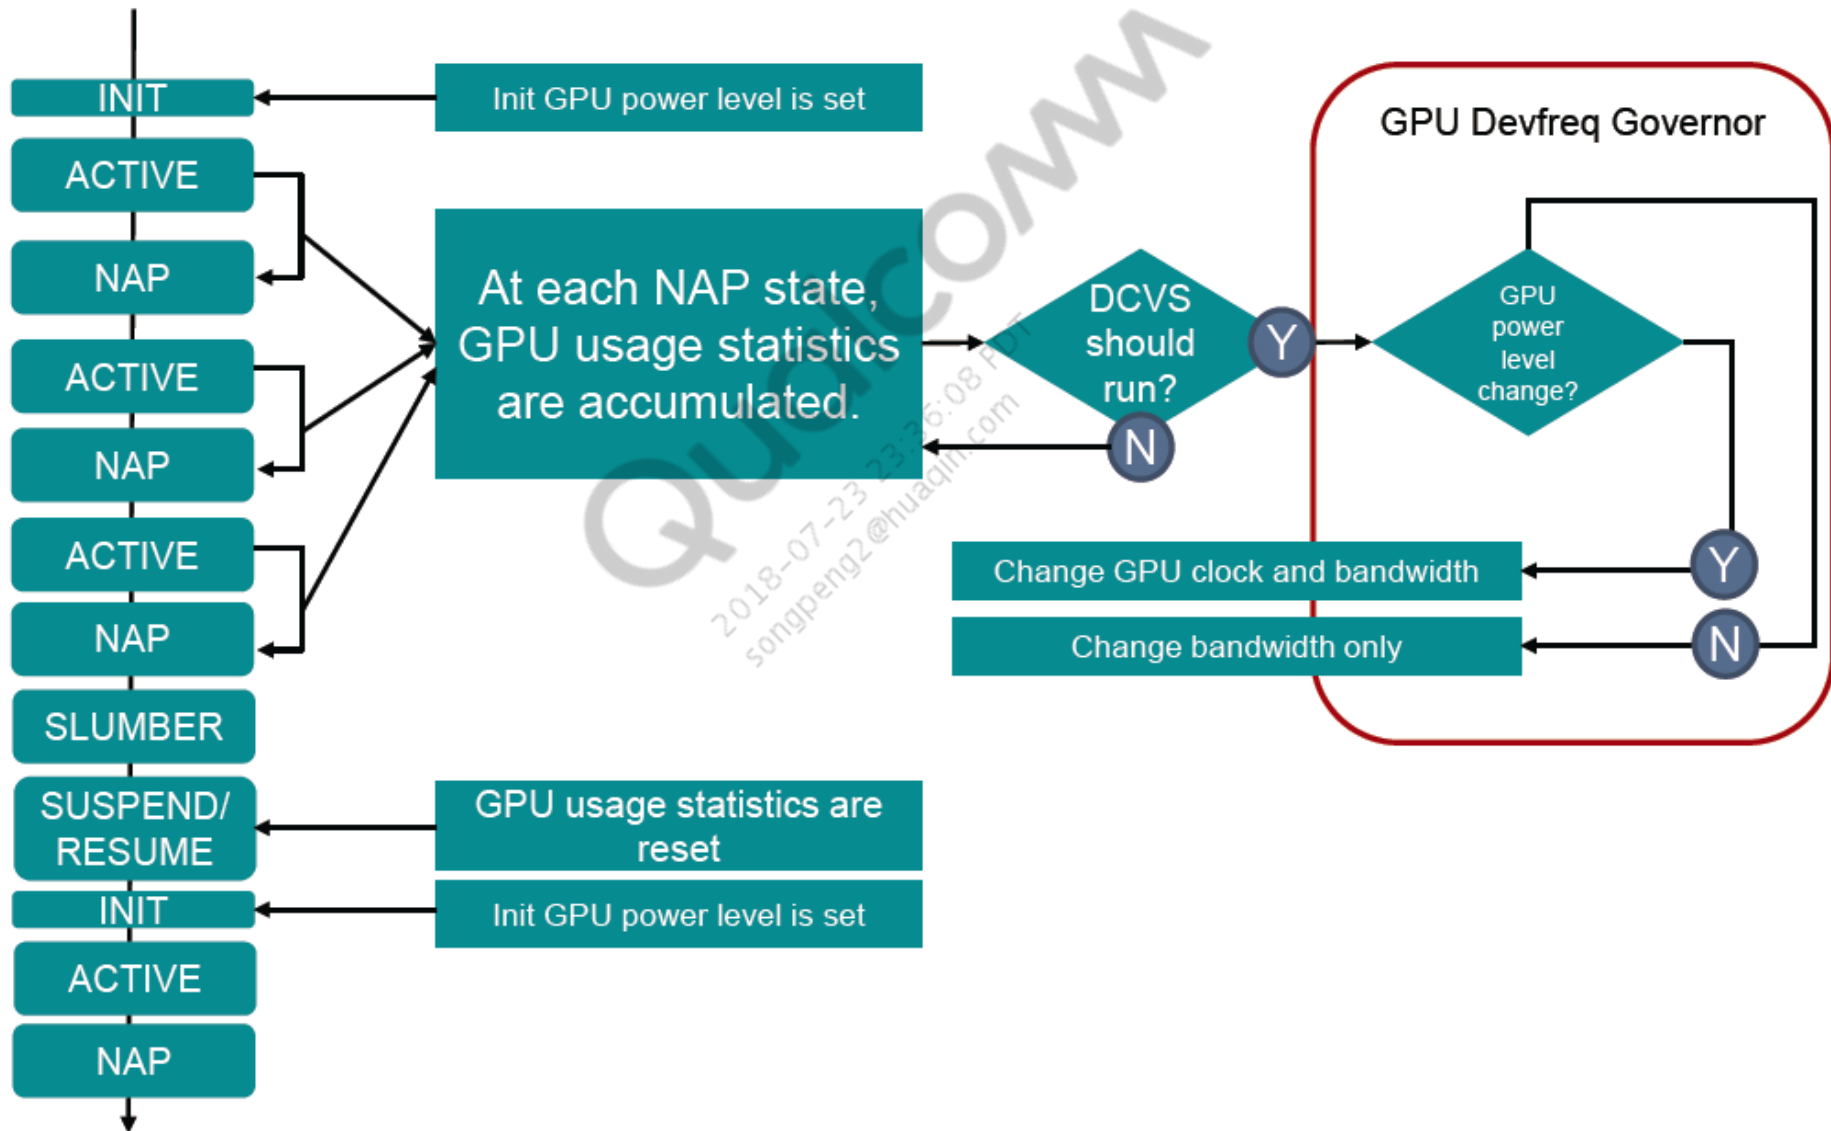 INIT
Init GPU power level is set
ACTIVE
NAP
ACTIVE
NAP
ACTIVE
NAP
SLUMBER
SUSPEND/
RESUME
INIT
ACTIVE
NAP
At each NAP state,
GPU usage statistics
are accumulated.
DCVS
should
run?
Y
N
GPU Devfreq Governor
GPU
power
level
change?
Y
N
Change GPU clock and bandwidth
Change bandwidth only
GPU usage statistics are
reset
Init GPU power level is set
Qualcomm
2018-07-23 23:36:08 PDT
songpeng2@huaqin.com